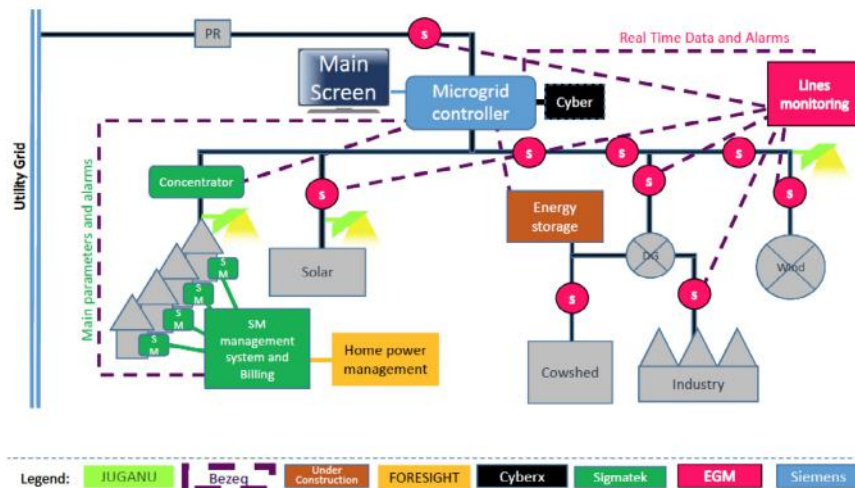 PR
S
Real Time Data and Alarms
Main
Screen
Microgrid
controller
Cyber
Lines
monitoring
Utility Grid
Main parameters and alarms
Concentrator
S
S
S
S
S
S
Energy
storage
Solar
DG
Wind
S
M
S
M
S
M
S
M
S
S
SM
management
system and
Billing
Home power
management
Cowshed
Industry
Legend:
JUGANU
Bezeq
Under
Construction
FORESIGHT
Cyberx
Sigmatek
EGM
Siemens